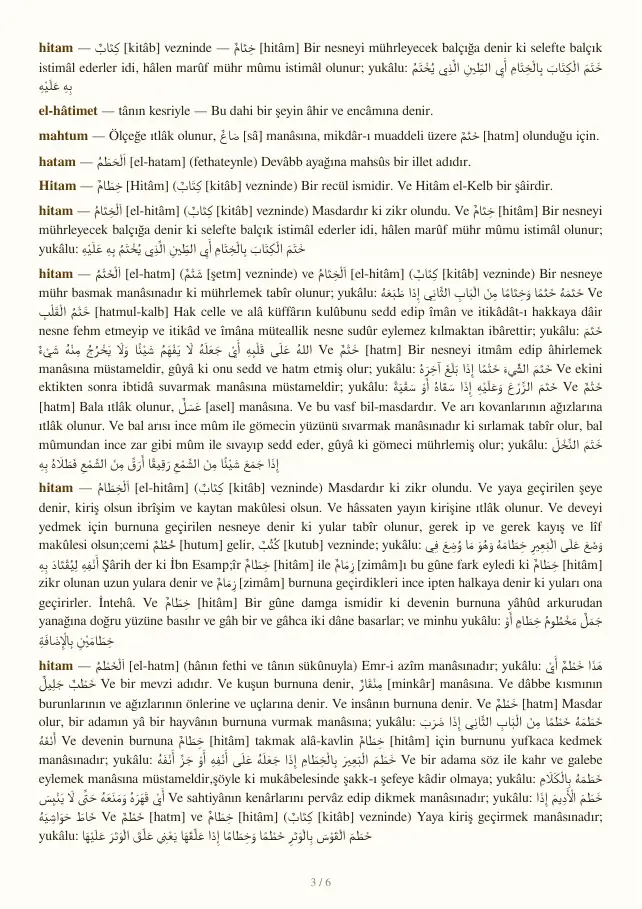 hitam — كِتَابٌ [kitâb] vezninde — خِتَامٌ [hitâm] Bir nesneyi mühürleyecek balçığa denir ki selefte balçık
istimâl ederler idi, hâlen marûf mühr mûmu istimâl olunur; yukâlu: خَتَمَ الْكِتَابَ بِالْخِتَامِ أَيِ الطِّينِ الَّذِي يُخْتَمُ
بِهِ عَلَيْهِ
el-hâtimet — tânın kesriyle — Bu dahi bir şeyin âhir ve encâmına denir.
mahtum — Ölçeğe ıtlâk olunur, صَاعٌ [sâ] manâsına, mikdâr-ı muaddeli üzere خَتْمٌ [hatm] olunduğu için.
hatam — اَلْحَطَمُ [el-hatam] (fethateynle) Devâbb ayağına mahsûs bir illet adıdır.
Hitam — خِطَامٌ [Hitâm] (كِتَابٌ [kitâb] vezninde) Bir recül ismidir. Ve Hitâm el-Kelb bir şâirdir.
hitam — اَلْخِتَامُ [el-hitâm] (كِتَابٌ [kitâb] vezninde) Masdardır ki zikr olundu. Ve خِتَامٌ [hitâm] Bir nesneyi
mühürleyecek balçığa denir ki selefte balçık istimâl ederler idi, hâlen marûf mühr mûmu istimâl olunur;
yukâlu: خَتَمَ الْكِتَابَ بِالْخِتَامِ أَيِ الطِّينِ الَّذِي يُخْتَمُ بِهِ عَلَيْهِ
hitam — اَلْخَتْمُ [el-hatm] (شَتْمٌ [şetm] vezninde) ve اَلْخِتَامُ [el-hitâm] (كِتَابٌ [kitâb] vezninde) Bir nesneye
mühr basmak manâsınadır ki mühürlemek tabîr olunur; yukâlu: خَتَمَهُ خَتْمًا وَخِتَامًا مِنَ الْبَابِ الثَّانِي إِذَا طَبَعَهُ Ve
خَتْمُ الْقَلْبِ [hatmul-kalb] Hak celle ve alâ küffârın kulûbunu sedd edip îmân ve itikâdât-ı hakkaya dâir
nesne fehm etmeyip ve itikâd ve îmâna müteallik nesne sudûr eylemez kılmaktan ibârettir; yukâlu: خَتَمَ
اللهُ عَلَى قَلْبِهِ أَيْ جَعَلَهُ لَا يَفْهَمُ شَيْئًا وَلَا يَخْرُجُ مِنْهُ شَيْءٌ Ve خَتْمٌ [hatm] Bir nesneyi itmâm edip âhirlemek
manâsına müstameldir, gûyâ ki onu sedd ve hatm etmiş olur; yukâlu: خَتَمَ الشَّيْءَ خَتْمًا إِذَا بَلَغَ آخِرَهُ Ve ekini
ektikten sonra ibtidâ suvarmak manâsına müstameldir; yukâlu: خَتَمَ الزَّرْعَ وَعَلَيْهِ إِذَا سَقَاهُ أَوَّلَ سَقْيَةٍ Ve خَتْمٌ
[hatm] Bala ıtlâk olunur, عَسَلٌ [asel] manâsına. Ve bu vasf bil-masdardır. Ve arı kovanlarının ağızlarına
ıtlâk olunur. Ve bal arısı ince mûm ile gömecin yüzünü sıvarmak manâsınadır ki sırlamak tabîr olur, bal
mûmundan ince zar gibi mûm ile sıvayıp sedd eder, gûyâ ki gömeci mühürlemiş olur; yukâlu: خَتَمَ النَّحْلَ
إِذَا جَمَعَ شَيْئًا مِنَ الشَّمْعِ رَقِيقًا أَرَقَّ مِنَ الشَّمْعِ فَطَلَاهُ بِهِ
hitam — اَلْخِطَامُ [el-hitâm] (كِتَابٌ [kitâb] vezninde) Masdardır ki zikr olundu. Ve yaya geçirilen şeye
denir, kiriş olsun ibrîşim ve kaytan makûlesi olsun. Ve hâssaten yayın kirişine ıtlâk olunur. Ve deveyi
yedmek için burnuna geçirilen nesneye denir ki yular tabîr olunur, gerek ip ve gerek kayış ve lîf
makûlesi olsun;cemi خُطُمٌ [hutum] gelir, كُتُبٌ [kutub] vezninde; yukâlu: وَضَعَ عَلَى الْبَعِيرِ خِطَامَهُ وَهُوَ مَا وُضِعَ فِي
أَنْفِهِ لِيُقْتَادَ بِهِ Şârih der ki İbn Esamp;îr خِطَامٌ [hitâm] ile زِمَامٌ [zimâm]ı bu gûne fark eyledi ki خِطَامٌ [hitâm]
zikr olunan uzun yulara denir ve زِمَامٌ [zimâm] burnuna geçirdikleri ince ipten halkaya denir ki yuları ona
geçirirler. İntehâ. Ve خِطَامٌ [hitâm] Bir gûne damga ismidir ki devenin burnuna yâhûd arkurudan
yanağına doğru yüzüne basılır ve gâh bir ve gâhca iki dâne basarlar; ve minhu yukâlu: جَمَلٌ مَخْطُومُ خِطَامٍ أَوْ
خِطَامَيْنِ بِالْإِضَافَةِ
hitam — اَلْخَطْمُ [el-hatm] (hânın fethi ve tânın sükûnuyla) Emr-i azîm manâsınadır; yukâlu: هَذَا خَطْمٌ أَيْ
خَطْبٌ جَلِيلٌ Ve bir mevzi adıdır. Ve kuşun burnuna denir, مِنْقَارٌ [minkâr] manâsına. Ve dâbbe kısmının
burunlarının ve ağızlarının önlerine ve uçlarına denir. Ve insânın burnuna denir. Ve خَطْمٌ [hatm] Masdar
olur, bir adamın yâ bir hayvânın burnuna vurmak manâsına; yukâlu: خَطَمَهُ خَطْمًا مِنَ الْبَابِ الثَّانِي إِذَا ضَرَبَ
أَنْفَهُ Ve devenin burnuna خِطَامٌ [hitâm] takmak alâ-kavlin خِطَامٌ [hitâm] için burnunu yufkaca kedmek
manâsınadır; yukâlu: خَطَمَ الْبَعِيرَ بِالْخِطَامِ إِذَا جَعَلَهُ عَلَى أَنْفِهِ أَوْ جَزَّ أَنْفَهُ Ve bir adama söz ile kahr ve galebe
eylemek manâsına müstameldir,şöyle ki mukâbelesinde şakk-ı şefeye kâdir olmaya; yukâlu: خَطَمَهُ بِالْكَلَامِ
أَيْ قَهَرَهُ وَمَنَعَهُ حَتَّى لَا يَنْبِسَ Ve sahtiyânın kenârlarını pervâz edip dikmek manâsınadır; yukâlu: خَطَمَ الْأَدِيمَ إِذَا
خَاطَ حَوَاشِيَهُ Ve خَطْمٌ [hatm] ve خِطَامٌ [hitâm] (كِتَابٌ [kitâb] vezninde) Yaya kiriş geçirmek manâsınadır;
yukâlu: خَطَمَ الْقَوْسَ بِالْوَتَرِ خَطْمًا وَخِطَامًا إِذَا عَلَّقَهَا يَعْنِي عَلَّقَ الْوَتَرَ عَلَيْهَا
3 / 6